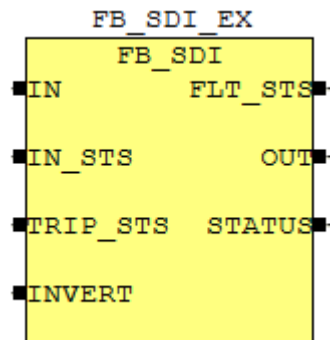 FB_SDI_EX
FB_SDI
IN FLT_STS
IN_STS OUT
TRIP_STS STATUS
INVERT